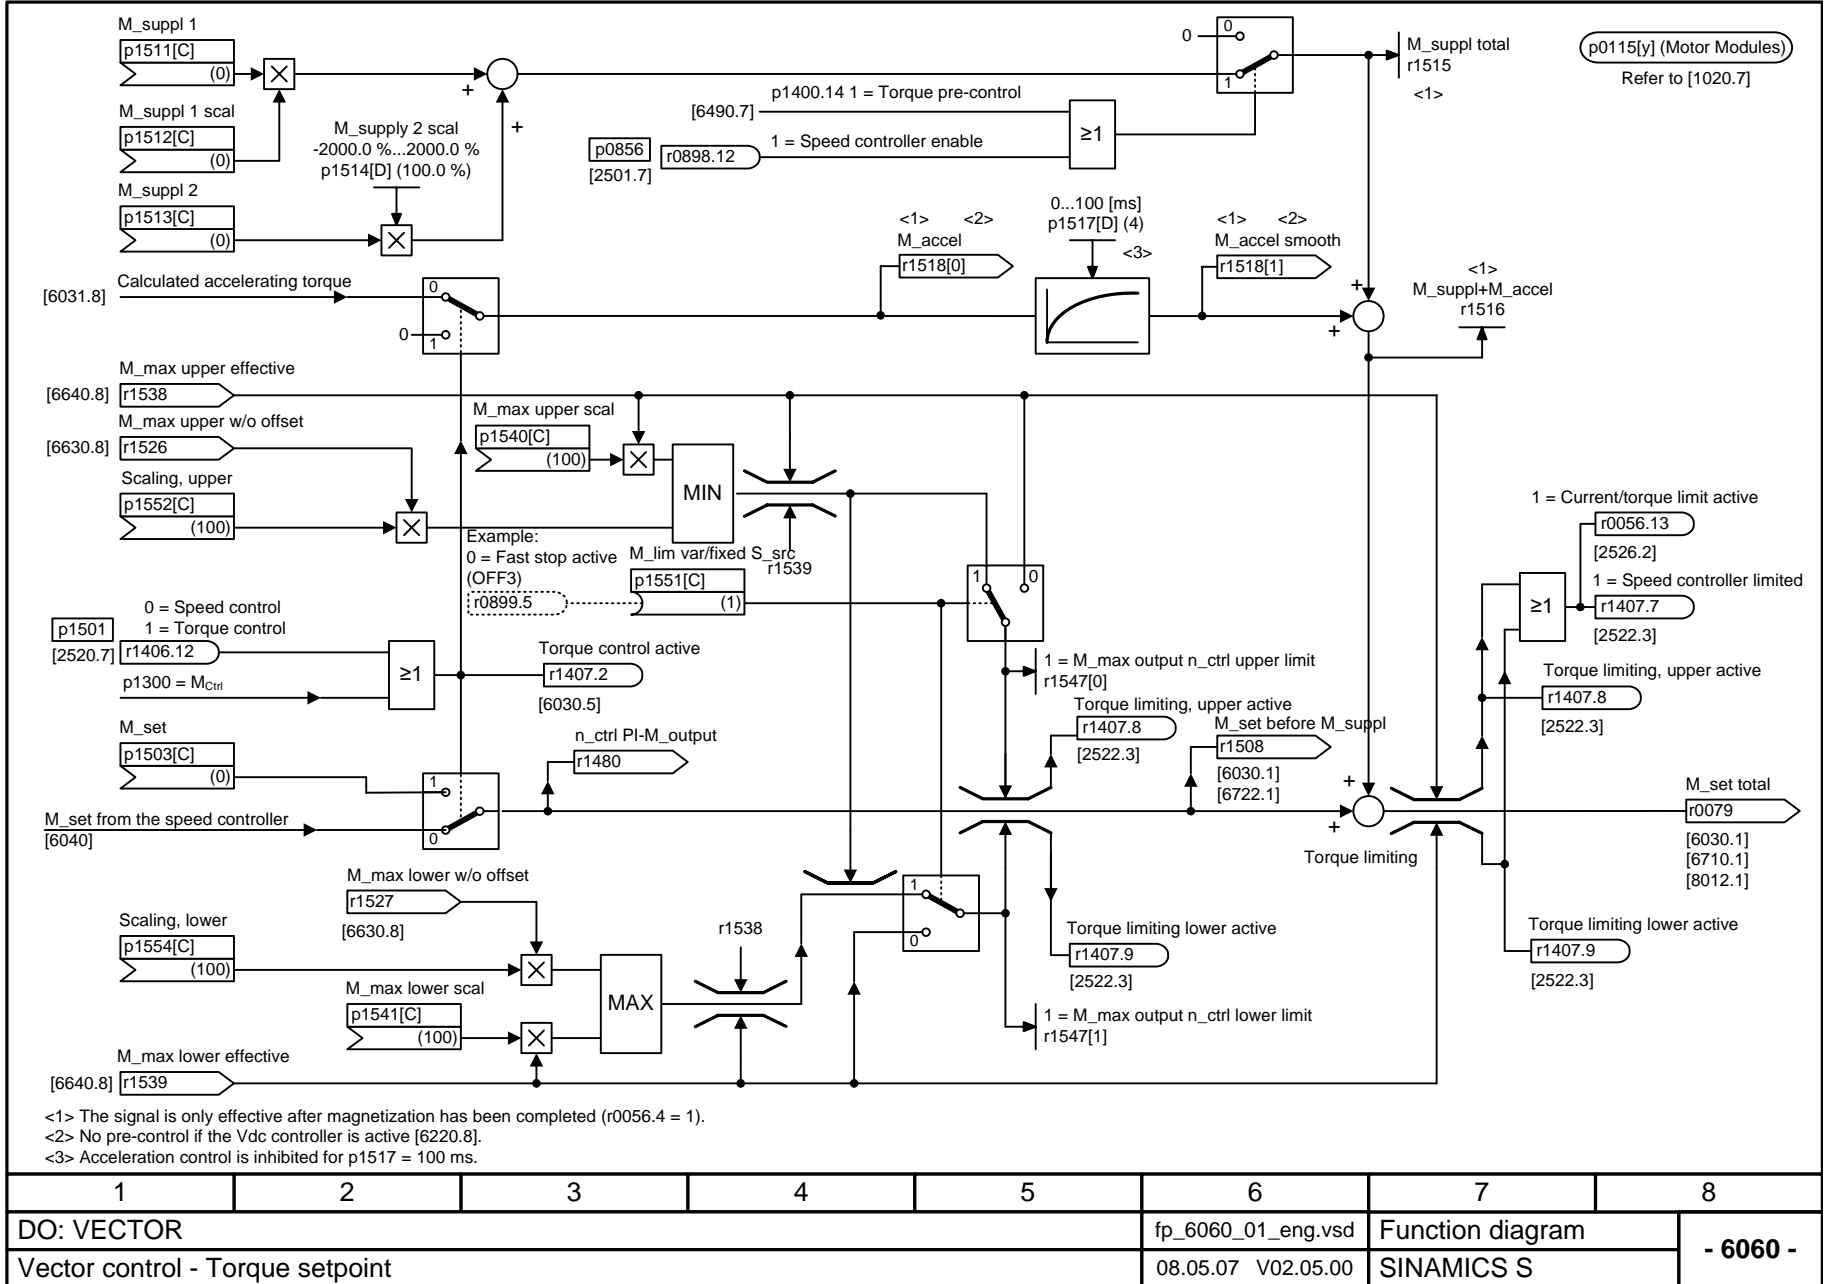 M_suppl 1
p1511[C]
(0)
M_suppl 1 scal
p1512[C]
(0)
M_suppl 2
p1513[C]
(0)
M_supply 2 scal
-2000.0 %...2000.0 %
p1514[D] (100.0 %)
+
+
p1400.14 1 = Torque pre-control
[6490.7]
p0856
[2501.7]
r0898.12
1 = Speed controller enable
≥1
0
0
1
M_suppl total
r1515
<1>
p0115[y] (Motor Modules)
Refer to [1020.7]
Calculated accelerating torque
[6031.8]
0
0
1
<1> <2>
M_accel
r1518[0]
0...100 [ms]
p1517[D] (4)
<3>
<1> <2>
M_accel smooth
r1518[1]
+
+
<1>
M_suppl+M_accel
r1516
M_max upper effective
[6640.8]
r1538
M_max upper w/o offset
[6630.8]
r1526
Scaling, upper
p1552[C]
(100)
M_max upper scal
p1540[C]
(100)
MIN
r1539
Example:
0 = Fast stop active
(OFF3)
r0899.5
M_lim var/fixed S_src
p1551[C]
(1)
1
0
1 = Current/torque limit active
r0056.13
[2526.2]
1 = Speed controller limited
r1407.7
[2522.3]
≥1
0 = Speed control
1 = Torque control
p1501
[2520.7]
r1406.12
p1300 = MCtrl
≥1
Torque control active
r1407.2
[6030.5]
1 = M_max output n_ctrl upper limit
r1547[0]
Torque limiting, upper active
r1407.8
[2522.3]
Torque limiting, upper active
r1407.8
[2522.3]
M_set
p1503[C]
(0)
n_ctrl PI-M_output
r1480
M_set before M_suppl
r1508
[6030.1]
[6722.1]
1
0
M_set from the speed controller
[6040]
+
+
Torque limiting
M_set total
r0079
[6030.1]
[6710.1]
[8012.1]
M_max lower w/o offset
r1527
[6630.8]
Scaling, lower
p1554[C]
(100)
M_max lower scal
p1541[C]
(100)
MAX
r1538
1
0
Torque limiting lower active
r1407.9
[2522.3]
Torque limiting lower active
r1407.9
[2522.3]
1 = M_max output n_ctrl lower limit
r1547[1]
M_max lower effective
[6640.8]
r1539
<1> The signal is only effective after magnetization has been completed (r0056.4 = 1).
<2> No pre-control if the Vdc controller is active [6220.8].
<3> Acceleration control is inhibited for p1517 = 100 ms.
1 2 3 4 5 6 7 8
DO: VECTOR
fp_6060_01_eng.vsd
Function diagram
- 6060 -
Vector control - Torque setpoint
08.05.07 V02.05.00
SINAMICS S